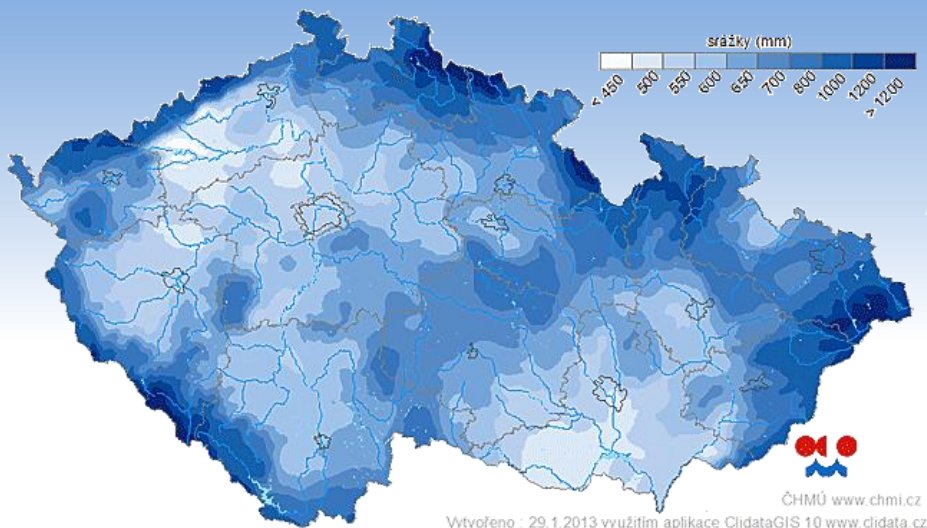 srážky (mm)
< 450 500 550 600 650 700 800 1000 1200 > 1200
ČHMÚ www.chmi.cz
Vytvořeno : 29.1.2013 využitím aplikace ClidataGIS 10 www.clidata.cz